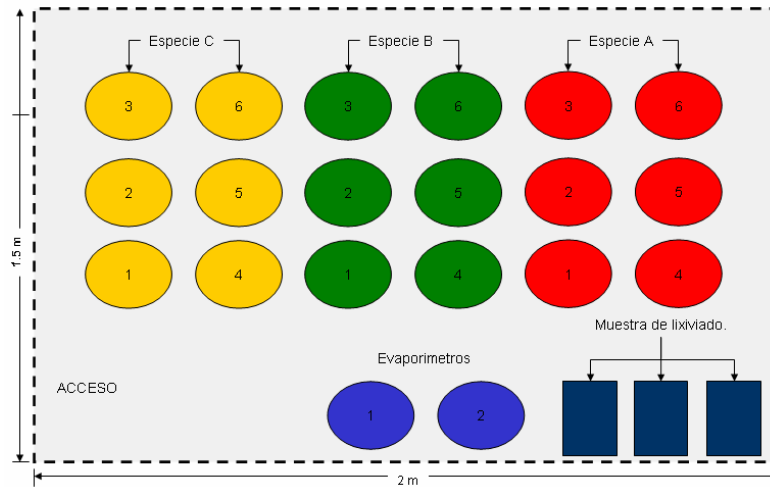 Especie C Especie B Especie A
3 6 3 6 3 6
2 5 2 5 2 5
1 4 1 4 1 4
1.5 m
Muestra de lixiviado.
Evaporimetros
ACCESO
1 2
2 m